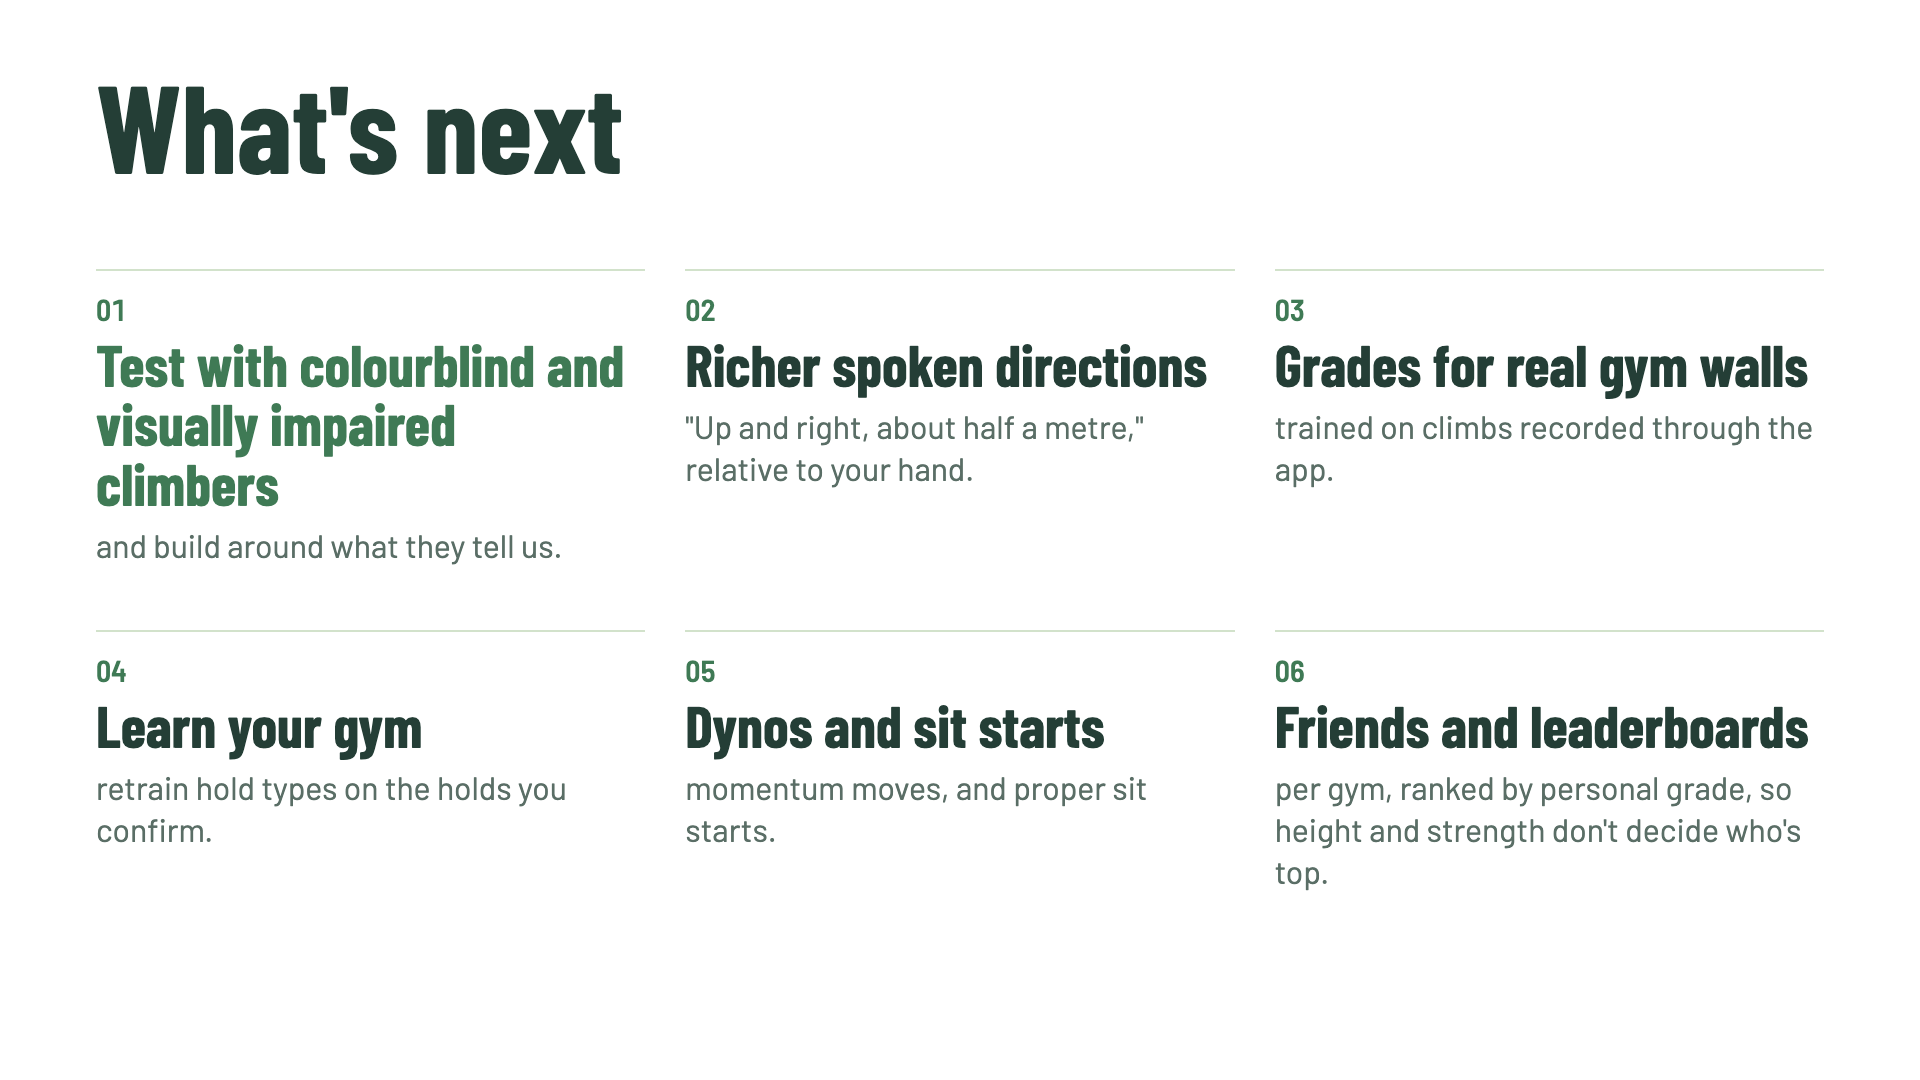 What's next
01
Test with colourblind and
visually impaired
climbers
and build around what they tell us.
02
Richer spoken directions
"Up and right, about half a metre,"
relative to your hand.
03
Grades for real gym walls
trained on climbs recorded through the
app.
04
Learn your gym
retrain hold types on the holds you
confirm.
05
Dynos and sit starts
momentum moves, and proper sit
starts.
06
Friends and leaderboards
per gym, ranked by personal grade, so
height and strength don't decide who's
top.